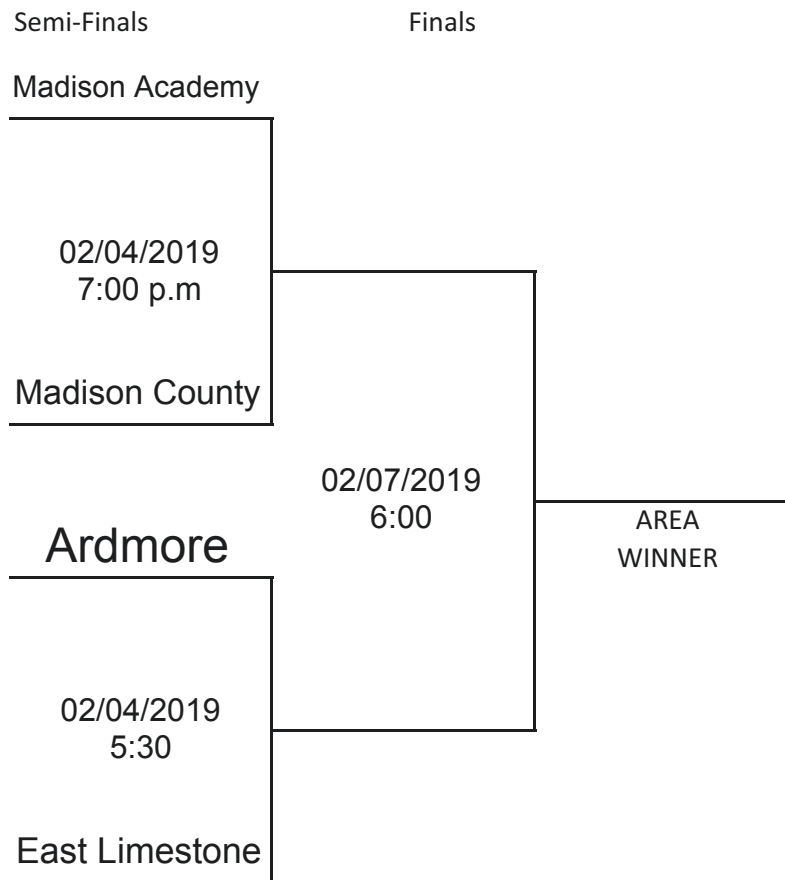 Semi-Finals
Finals
Madison Academy
02/04/2019
7:00 p.m
Madison County
02/07/2019
6:00
AREA
WINNER
Ardmore
02/04/2019
5:30
East Limestone